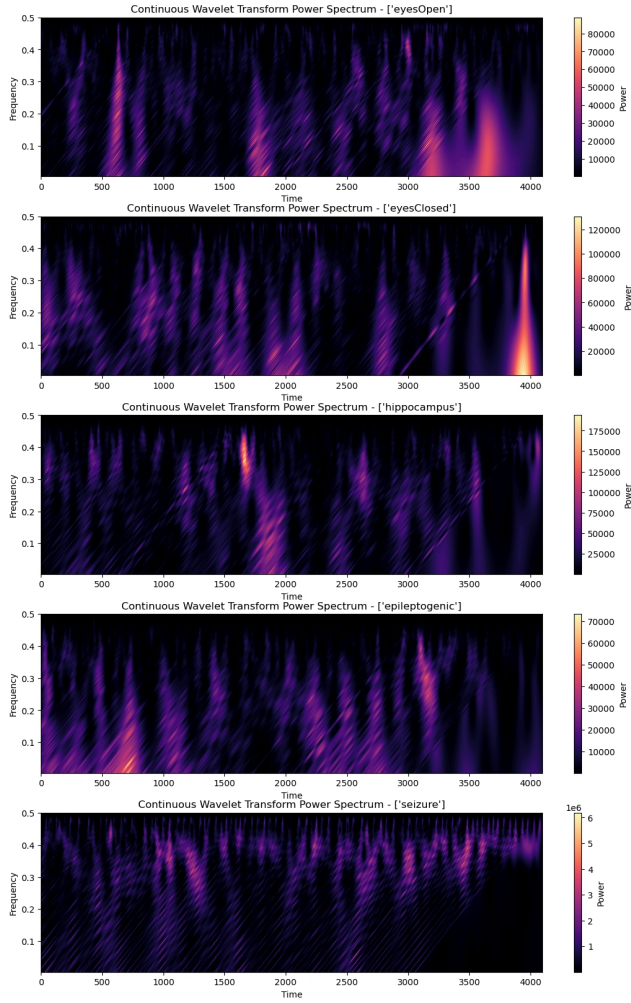 Continuous Wavelet Transform Power Spectrum - ['eyesOpen']
0.5
0.4
0.3
0.2
0.1
Frequency
0 500 1000 1500 2000 2500 3000 3500 4000
Time
80000
70000
60000
50000
40000
30000
20000
10000
Power
Continuous Wavelet Transform Power Spectrum - ['eyesClosed']
0.5
0.4
0.3
0.2
0.1
Frequency
0 500 1000 1500 2000 2500 3000 3500 4000
Time
120000
100000
80000
60000
40000
20000
Power
Continuous Wavelet Transform Power Spectrum - ['hippocampus']
0.5
0.4
0.3
0.2
0.1
Frequency
0 500 1000 1500 2000 2500 3000 3500 4000
Time
175000
150000
125000
100000
75000
50000
25000
Power
Continuous Wavelet Transform Power Spectrum - ['epileptogenic']
0.5
0.4
0.3
0.2
0.1
Frequency
0 500 1000 1500 2000 2500 3000 3500 4000
Time
70000
60000
50000
40000
30000
20000
10000
Power
Continuous Wavelet Transform Power Spectrum - ['seizure']
0.5
0.4
0.3
0.2
0.1
Frequency
0 500 1000 1500 2000 2500 3000 3500 4000
Time
1e6
6
5
4
3
2
1
Power